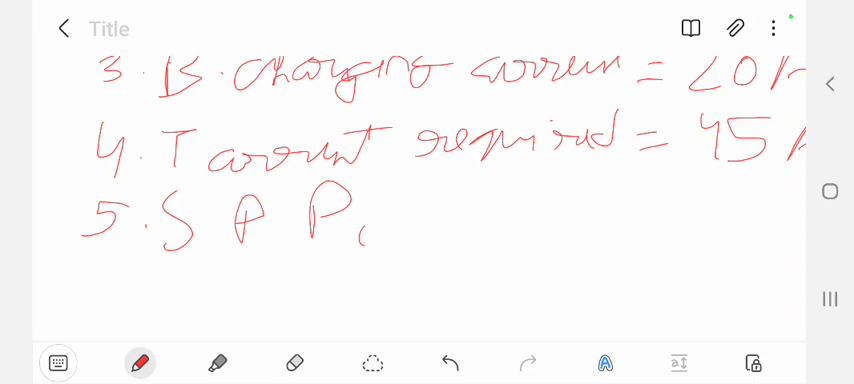 Title
3. B. Charging current = 20 A
4. T current required = 45 A
5. S A P